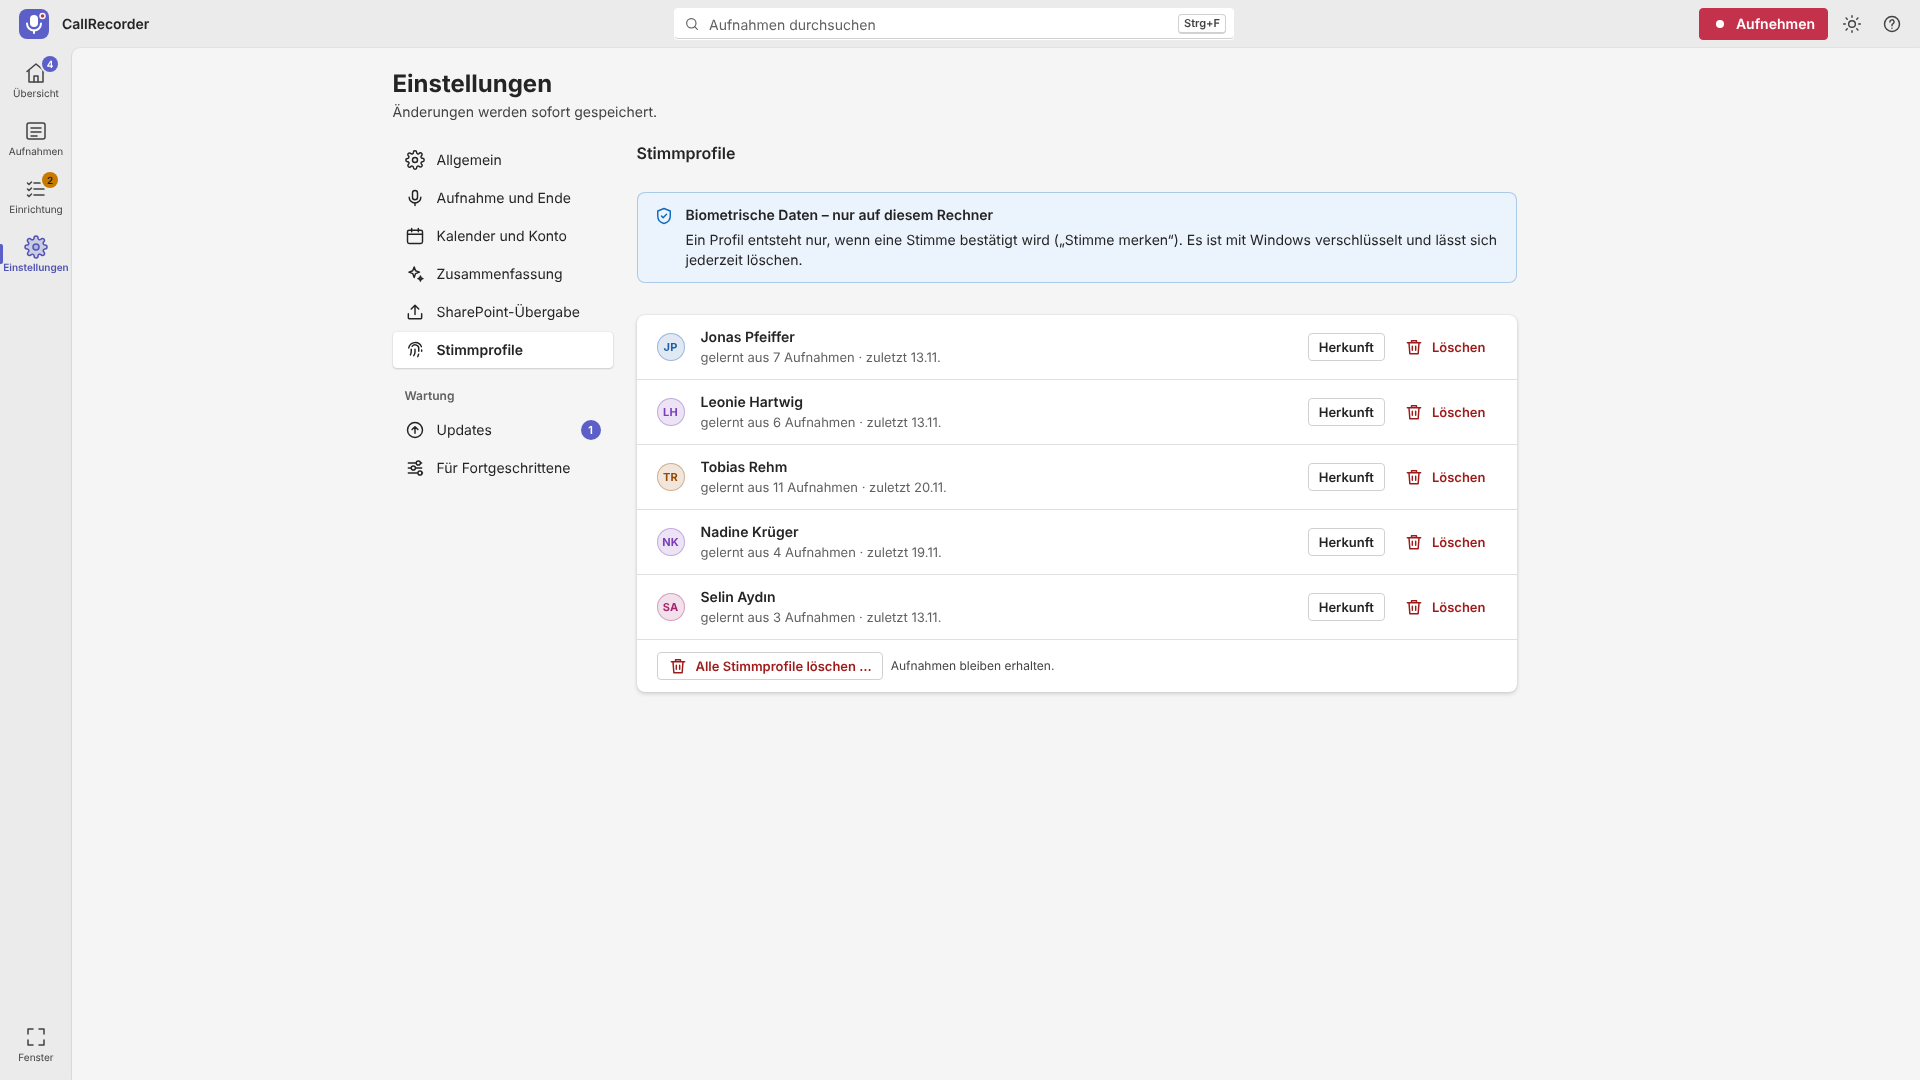 CallRecorder
Aufnahmen durchsuchen
Strg+F
Aufnehmen
4
Übersicht
Aufnahmen
2
Einrichtung
Einstellungen
Fenster
Einstellungen
Änderungen werden sofort gespeichert.
Allgemein
Aufnahme und Ende
Kalender und Konto
Zusammenfassung
SharePoint-Übergabe
Stimmprofile
Wartung
Updates
1
Für Fortgeschrittene
Stimmprofile
Biometrische Daten – nur auf diesem Rechner
Ein Profil entsteht nur, wenn eine Stimme bestätigt wird („Stimme merken“). Es ist mit Windows verschlüsselt und lässt sich
jederzeit löschen.
JP
Jonas Pfeiffer
gelernt aus 7 Aufnahmen · zuletzt 13.11.
Herkunft
Löschen
LH
Leonie Hartwig
gelernt aus 6 Aufnahmen · zuletzt 13.11.
Herkunft
Löschen
TR
Tobias Rehm
gelernt aus 11 Aufnahmen · zuletzt 20.11.
Herkunft
Löschen
NK
Nadine Krüger
gelernt aus 4 Aufnahmen · zuletzt 19.11.
Herkunft
Löschen
SA
Selin Aydın
gelernt aus 3 Aufnahmen · zuletzt 13.11.
Herkunft
Löschen
Alle Stimmprofile löschen ...
Aufnahmen bleiben erhalten.